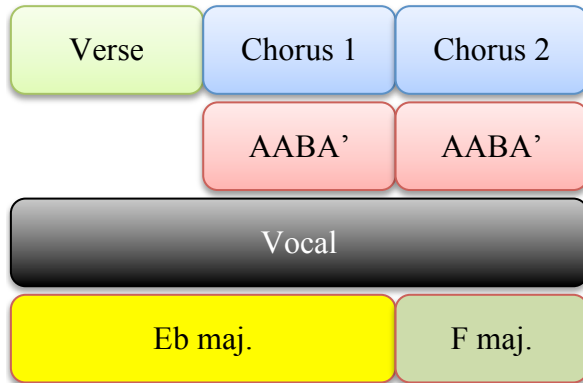 Verse Chorus 1 Chorus 2
AABA’ AABA’
Vocal
Eb maj. F maj.